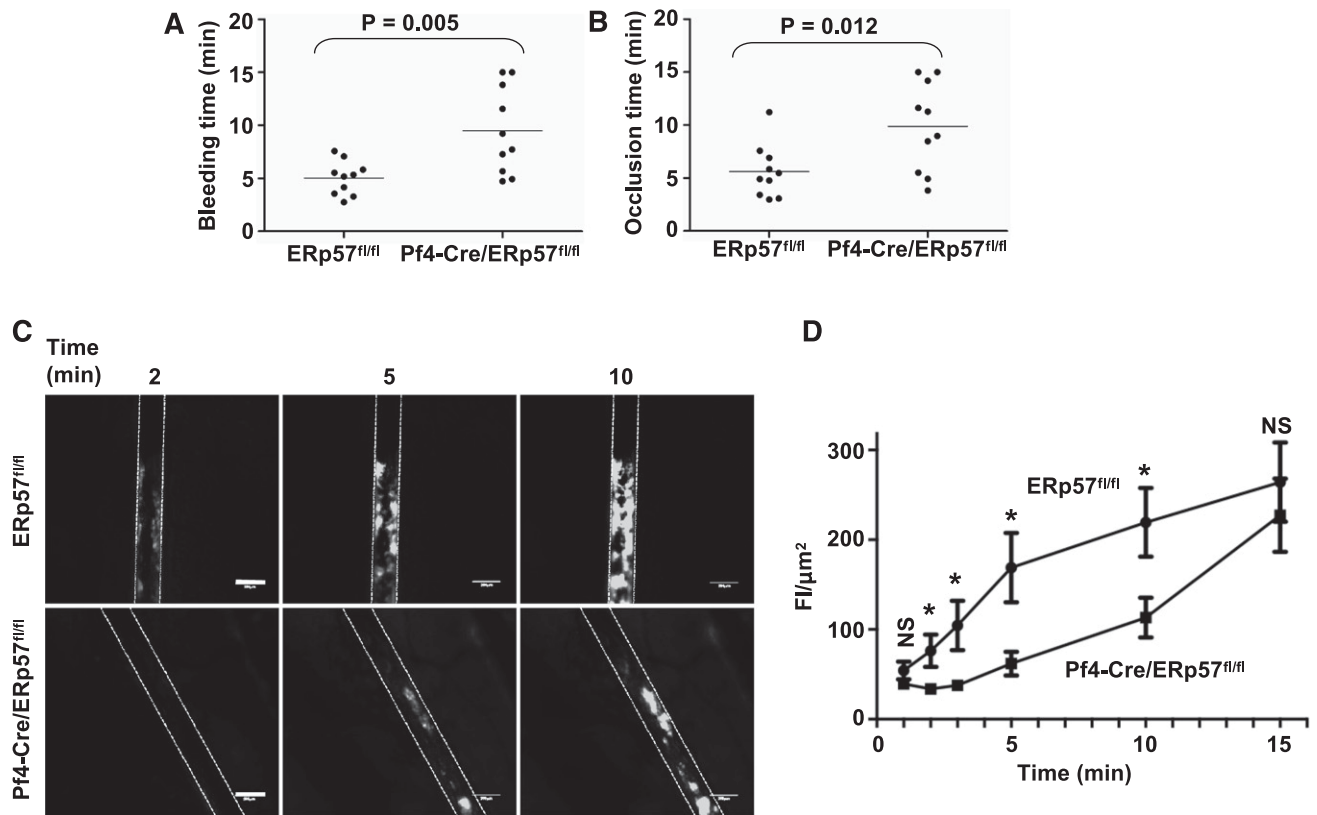 A
Bleeding time (min)
20
15
10
5
0
P = 0.005
ERp57fl/fl
Pf4-Cre/ERp57fl/fl
B
Occlusion time (min)
20
15
10
5
0
P = 0.012
ERp57fl/fl
Pf4-Cre/ERp57fl/fl
C
Time
(min)
2
5
10
ERp57fl/fl
Pf4-Cre/ERp57fl/fl
D
FI/µm²
300
200
100
0
NS
*
*
*
*
NS
ERp57fl/fl
Pf4-Cre/ERp57fl/fl
0
5
10
15
Time (min)